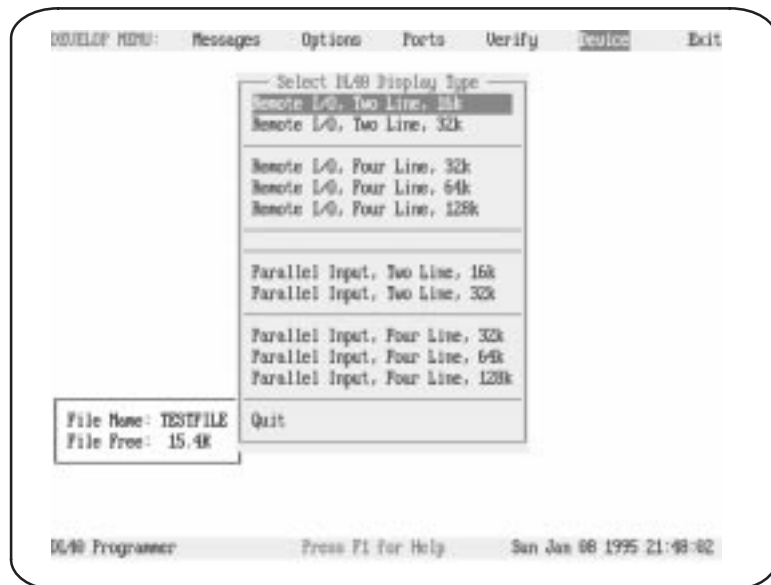 DEVELOP MENU: Messages Options Ports Verify Device Exit
Select DL40 Display Type
Remote I/O, Two Line, 16k
Remote I/O, Two Line, 32k
Remote I/O, Four Line, 32k
Remote I/O, Four Line, 64k
Remote I/O, Four Line, 128k
Parallel Input, Two Line, 16k
Parallel Input, Two Line, 32k
Parallel Input, Four Line, 32k
Parallel Input, Four Line, 64k
Parallel Input, Four Line, 128k
Quit
File Name: TESTFILE
File Free: 15.4K
DL40 Programmer Press F1 for Help Sun Jan 08 1995 21:48:02